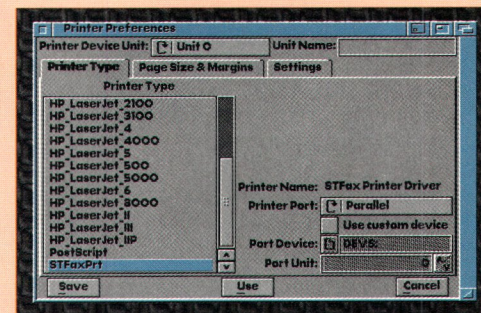 Printer Preferences
Printer Device Unit: Unit 0 Unit Name:
Printer Type Page Size & Margins Settings
Printer Type
HP_LaserJet_2100
HP_LaserJet_3100
HP_LaserJet_4
HP_LaserJet_4000
HP_LaserJet_5
HP_LaserJet_500
HP_LaserJet_5000
HP_LaserJet_6
HP_LaserJet_8000
HP_LaserJet_II
HP_LaserJet_III
HP_LaserJet_IIP
PostScript
STFaxPrt
Printer Name: STFax Printer Driver
Printer Port: Parallel
Use custom device
Port Device: DEVS:
Port Unit: 0
Save Use Cancel